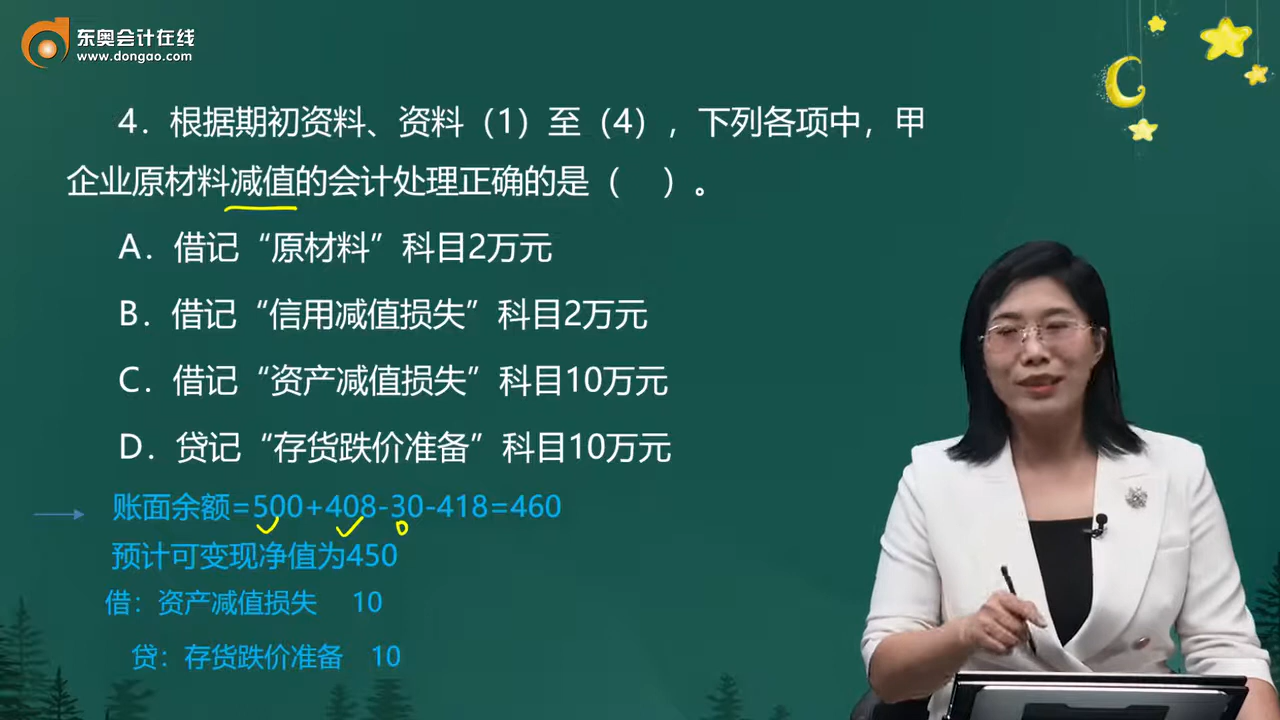 东奥会计在线
www.dongao.com
4．根据期初资料、资料（1）至（4），下列各项中，甲
企业原材料减值的会计处理正确的是（　）。
A．借记“原材料”科目2万元
B．借记“信用减值损失”科目2万元
C．借记“资产减值损失”科目10万元
D．贷记“存货跌价准备”科目10万元
账面余额=500+408-30-418=460
预计可变现净值为450
借：资产减值损失　10
贷：存货跌价准备　10